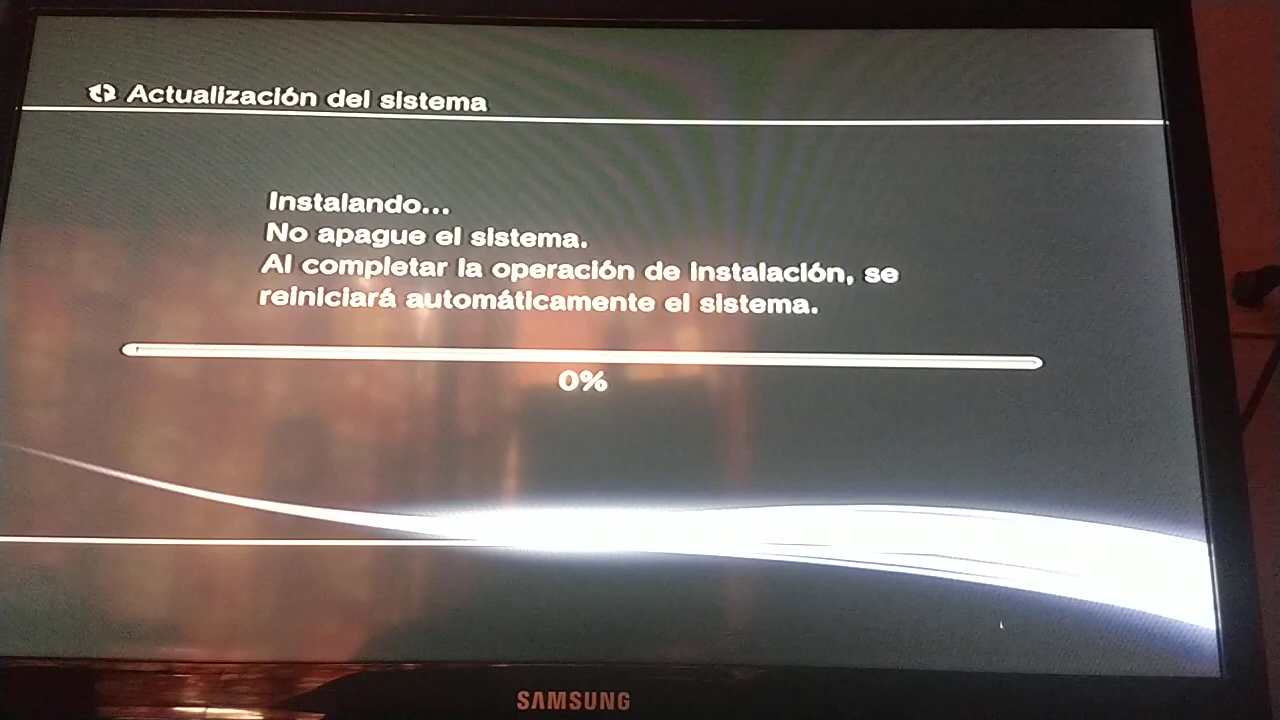 Actualización del sistema
Instalando...
No apague el sistema.
Al completar la operación de instalación, se
reiniciará automáticamente el sistema.
0%
SAMSUNG